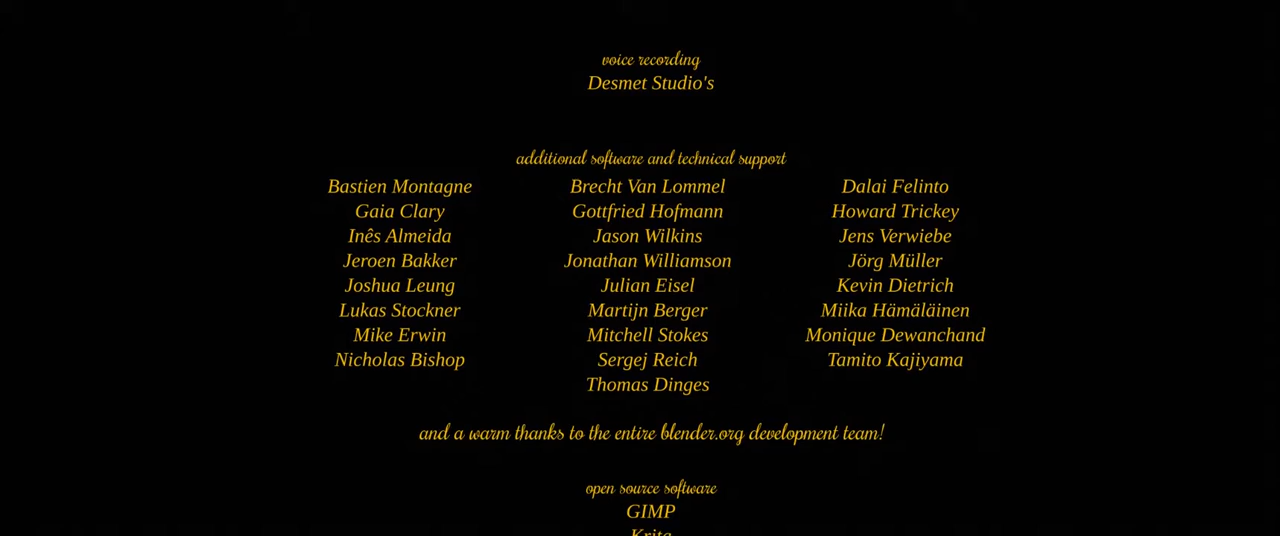 voice recording
Desmet Studio's
additional software and technical support
Bastien Montagne Brecht Van Lommel Dalai Felinto
Gaia Clary Gottfried Hofmann Howard Trickey
Inês Almeida Jason Wilkins Jens Verwiebe
Jeroen Bakker Jonathan Williamson Jörg Müller
Joshua Leung Julian Eisel Kevin Dietrich
Lukas Stockner Martijn Berger Miika Hämäläinen
Mike Erwin Mitchell Stokes Monique Dewanchand
Nicholas Bishop Sergej Reich Tamito Kajiyama
Thomas Dinges
and a warm thanks to the entire blender.org development team!
open source software
GIMP
Krita